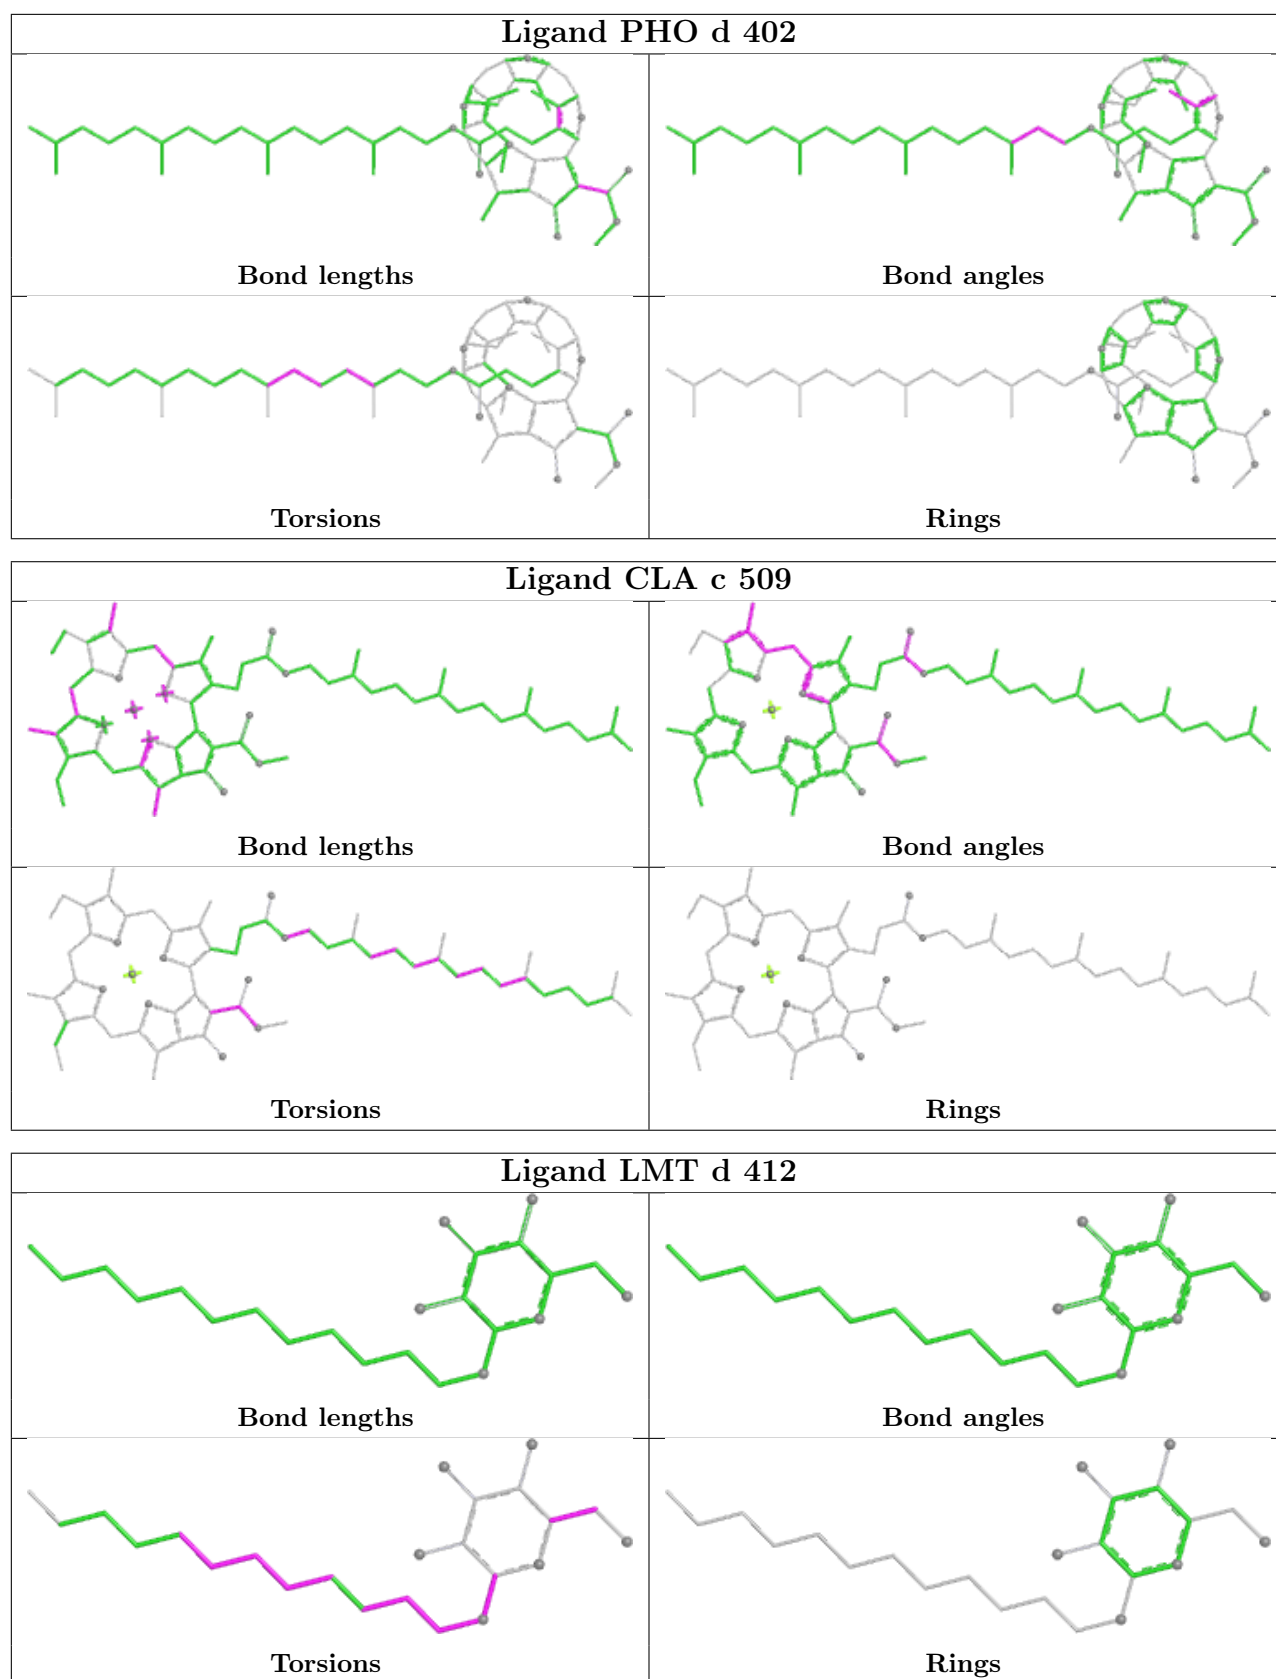 Ligand PHO d 402
Bond lengths
Bond angles
Torsions
Rings
Ligand CLA c 509
Bond lengths
Bond angles
Torsions
Rings
Ligand LMT d 412
Bond lengths
Bond angles
Torsions
Rings